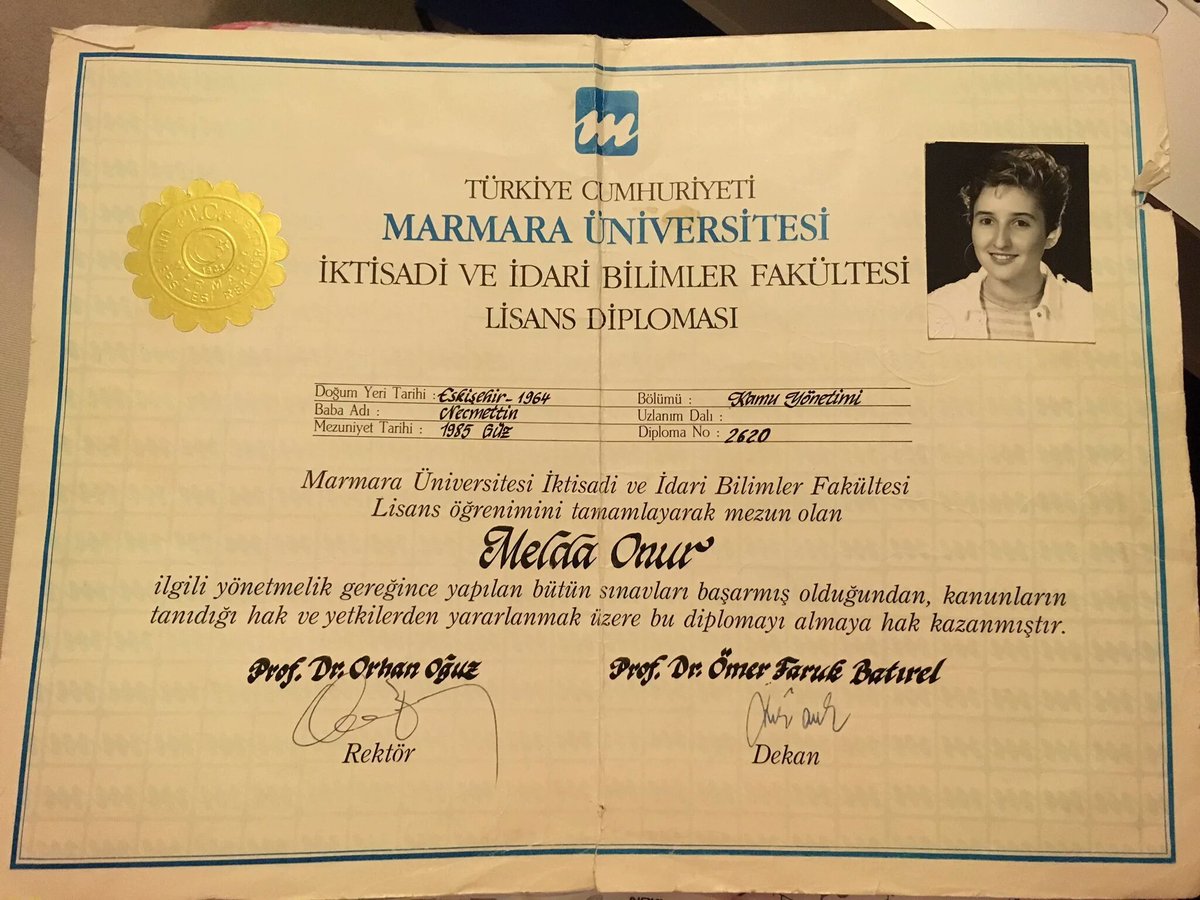 m
TÜRKİYE CUMHURİYETİ
MARMARA ÜNİVERSİTESİ
İKTİSADİ VE İDARİ BİLİMLER FAKÜLTESİ
LİSANS DİPLOMASI
T.C.
Doğum Yeri Tarihi : Eskişehir - 1964
Baba Adı : Necmettin
Mezuniyet Tarihi : 1985 Güz
Bölümü : Kamu Yönetimi
Uzlanım Dalı :
Diploma No : 2620
Marmara Üniversitesi İktisadi ve İdari Bilimler Fakültesi
Lisans öğrenimini tamamlayarak mezun olan
Melda Onur
ilgili yönetmelik gereğince yapılan bütün sınavları başarmış olduğundan, kanunların
tanıdığı hak ve yetkilerden yararlanmak üzere bu diplomayı almaya hak kazanmıştır.
Prof. Dr. Orhan Oğuz
Rektör
Prof. Dr. Ömer Faruk Batırel
Dekan